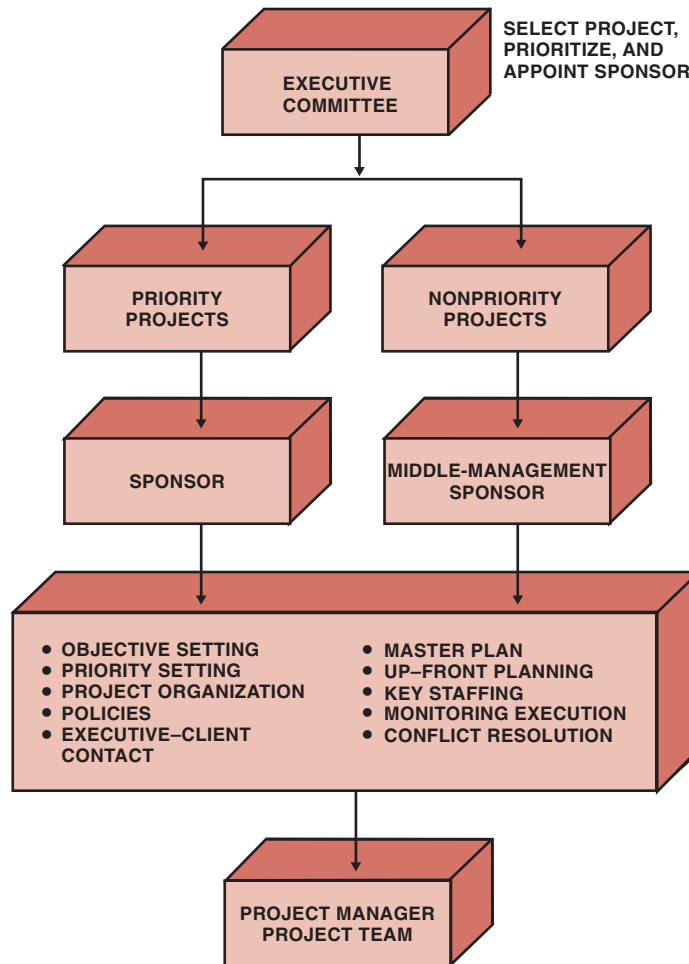 SELECT PROJECT,
PRIORITIZE, AND
APPOINT SPONSOR
EXECUTIVE
COMMITTEE
PRIORITY
PROJECTS
NONPRIORITY
PROJECTS
SPONSOR
MIDDLE-MANAGEMENT
SPONSOR
• OBJECTIVE SETTING
• PRIORITY SETTING
• PROJECT ORGANIZATION
• POLICIES
• EXECUTIVE–CLIENT
CONTACT
• MASTER PLAN
• UP–FRONT PLANNING
• KEY STAFFING
• MONITORING EXECUTION
• CONFLICT RESOLUTION
PROJECT MANAGER
PROJECT TEAM